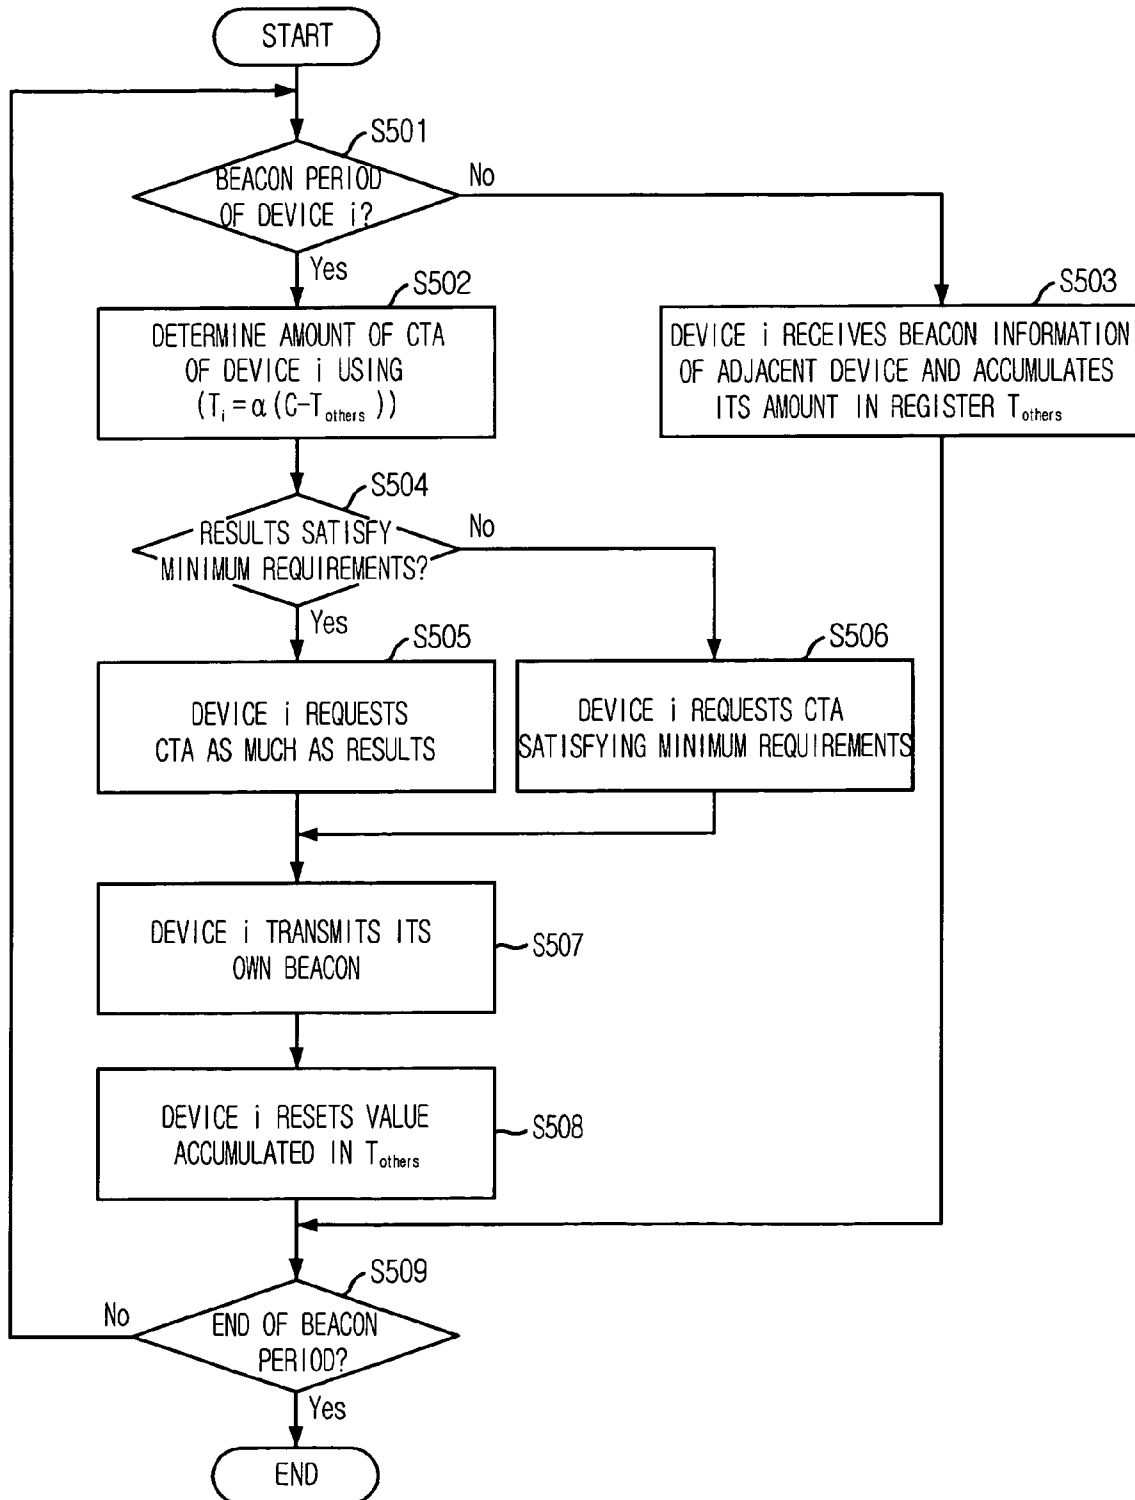 START
S501
BEACON PERIOD
OF DEVICE i?
No
Yes
S502
DETERMINE AMOUNT OF CTA
OF DEVICE i USING
(Ti=α(C-Tothers))
S503
DEVICE i RECEIVES BEACON INFORMATION
OF ADJACENT DEVICE AND ACCUMULATES
ITS AMOUNT IN REGISTER Tothers
S504
RESULTS SATISFY
MINIMUM REQUIREMENTS?
No
Yes
S505
DEVICE i REQUESTS
CTA AS MUCH AS RESULTS
S506
DEVICE i REQUESTS CTA
SATISFYING MINIMUM REQUIREMENTS
DEVICE i TRANSMITS ITS
OWN BEACON
S507
DEVICE i RESETS VALUE
ACCUMULATED IN Tothers
S508
S509
END OF BEACON
PERIOD?
No
Yes
END